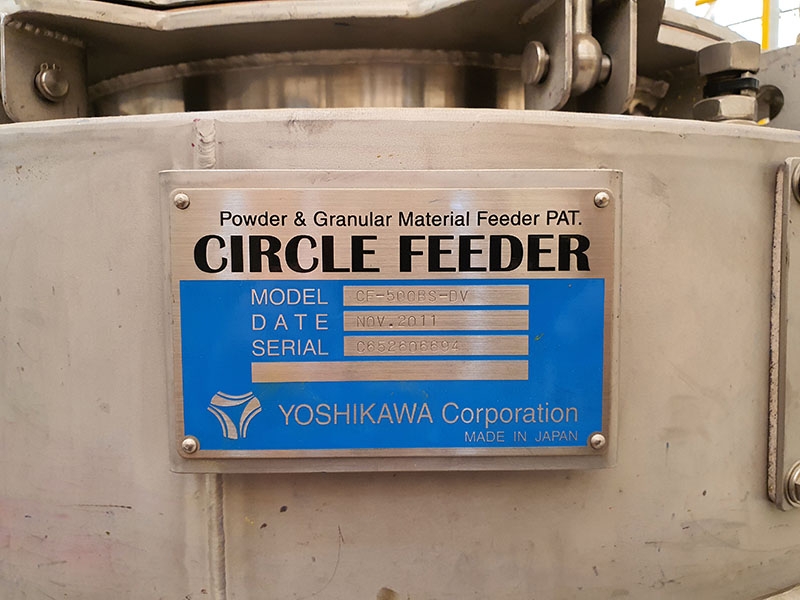 Powder & Granular Material Feeder PAT.
CIRCLE FEEDER
MODEL CF-500BS-DV
DATE NOV.2011
SERIAL C652606694
YOSHIKAWA Corporation
MADE IN JAPAN